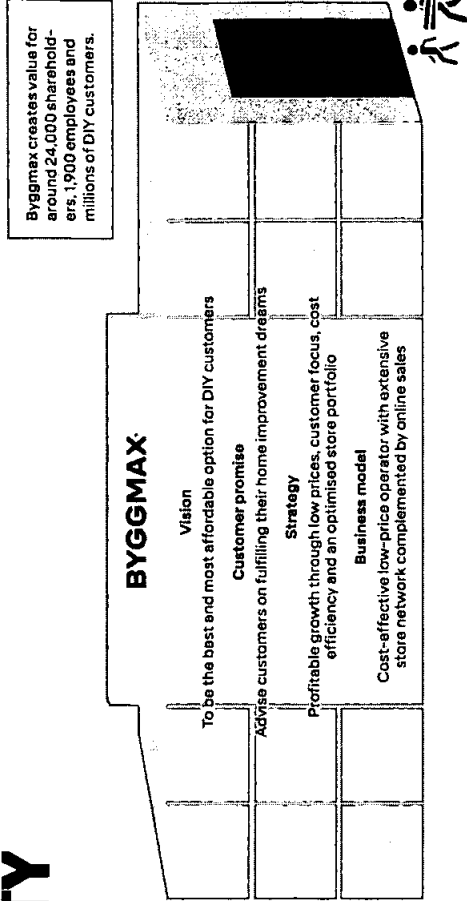 TY
Byggmax creates value for
around 24,000 sharehold-
ers, 1,900 employees and
millions of DIY customers.
BYGGMAX
Vision
To be the best and most affordable option for DIY customers
Customer promise
Advise customers on fulfilling their home improvement dreams
Strategy
Profitable growth through low prices, customer focus, cost
efficiency and an optimised store portfolio
Business model
Cost-effective low-price operator with extensive
store network complemented by online sales